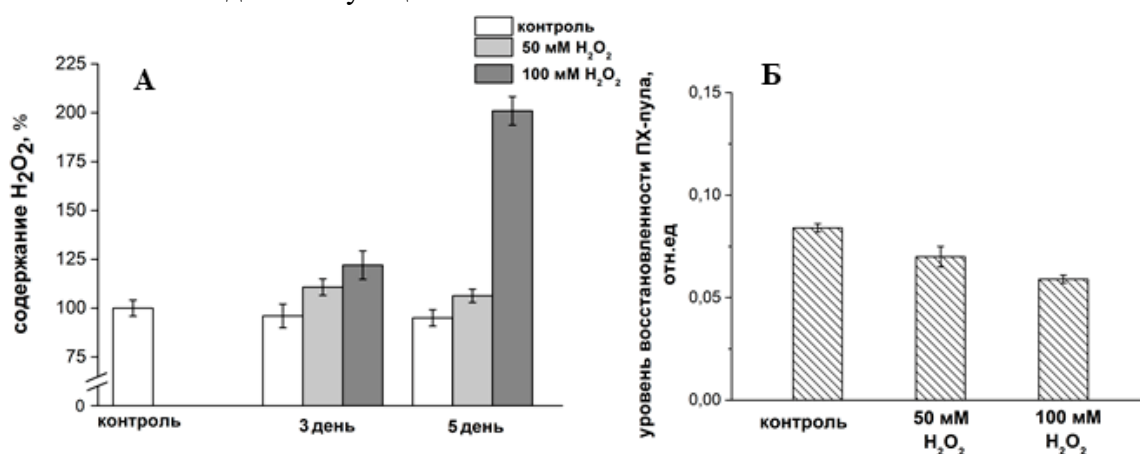 контроль
50 мМ H₂O₂
100 мМ H₂O₂
А
содержание H₂O₂, %
225
200
175
150
125
100
75
0
контроль
3 день
5 день
Б
уровень восстановленности ПХ-пула,
отн.ед
0,15
0,10
0,05
0,00
контроль
50 мМ
H₂O₂
100 мМ
H₂O₂